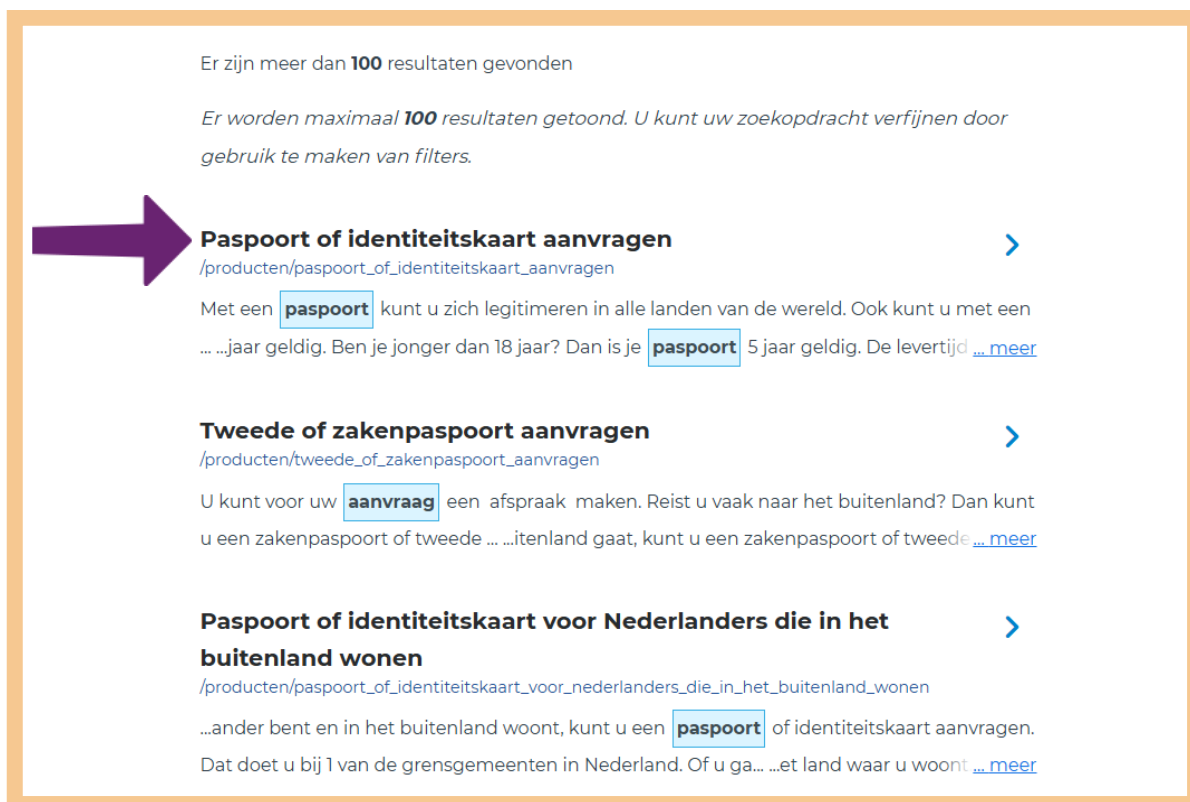 Er zijn meer dan 100 resultaten gevonden
Er worden maximaal 100 resultaten getoond. U kunt uw zoekopdracht verfijnen door
gebruik te maken van filters.
Paspoort of identiteitskaart aanvragen
/producten/paspoort_of_identiteitskaart_aanvragen
Met een paspoort kunt u zich legitimeren in alle landen van de wereld. Ook kunt u met een
... ...jaar geldig. Ben je jonger dan 18 jaar? Dan is je paspoort 5 jaar geldig. De levertijd ... meer
Tweede of zakenpaspoort aanvragen
/producten/tweede_of_zakenpaspoort_aanvragen
U kunt voor uw aanvraag een afspraak maken. Reist u vaak naar het buitenland? Dan kunt
u een zakenpaspoort of tweede ... ...itenland gaat, kunt u een zakenpaspoort of tweede ... meer
Paspoort of identiteitskaart voor Nederlanders die in het
buitenland wonen
/producten/paspoort_of_identiteitskaart_voor_nederlanders_die_in_het_buitenland_wonen
...ander bent en in het buitenland woont, kunt u een paspoort of identiteitskaart aanvragen.
Dat doet u bij 1 van de grensgemeenten in Nederland. Of u ga... ...et land waar u woont ... meer